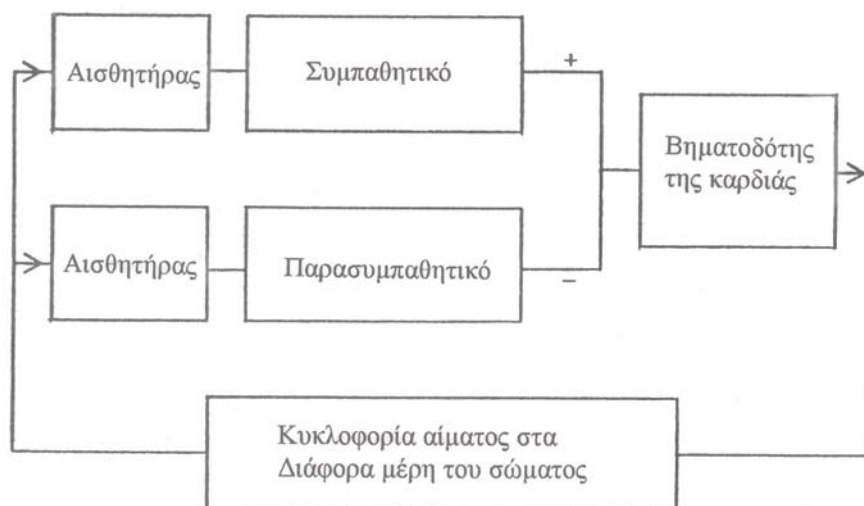 Αισθητήρας
Συμπαθητικό
+
Βηματοδότης
της καρδιάς
Αισθητήρας
Παρασυμπαθητικό
–
Κυκλοφορία αίματος στα
Διάφορα μέρη του σώματος